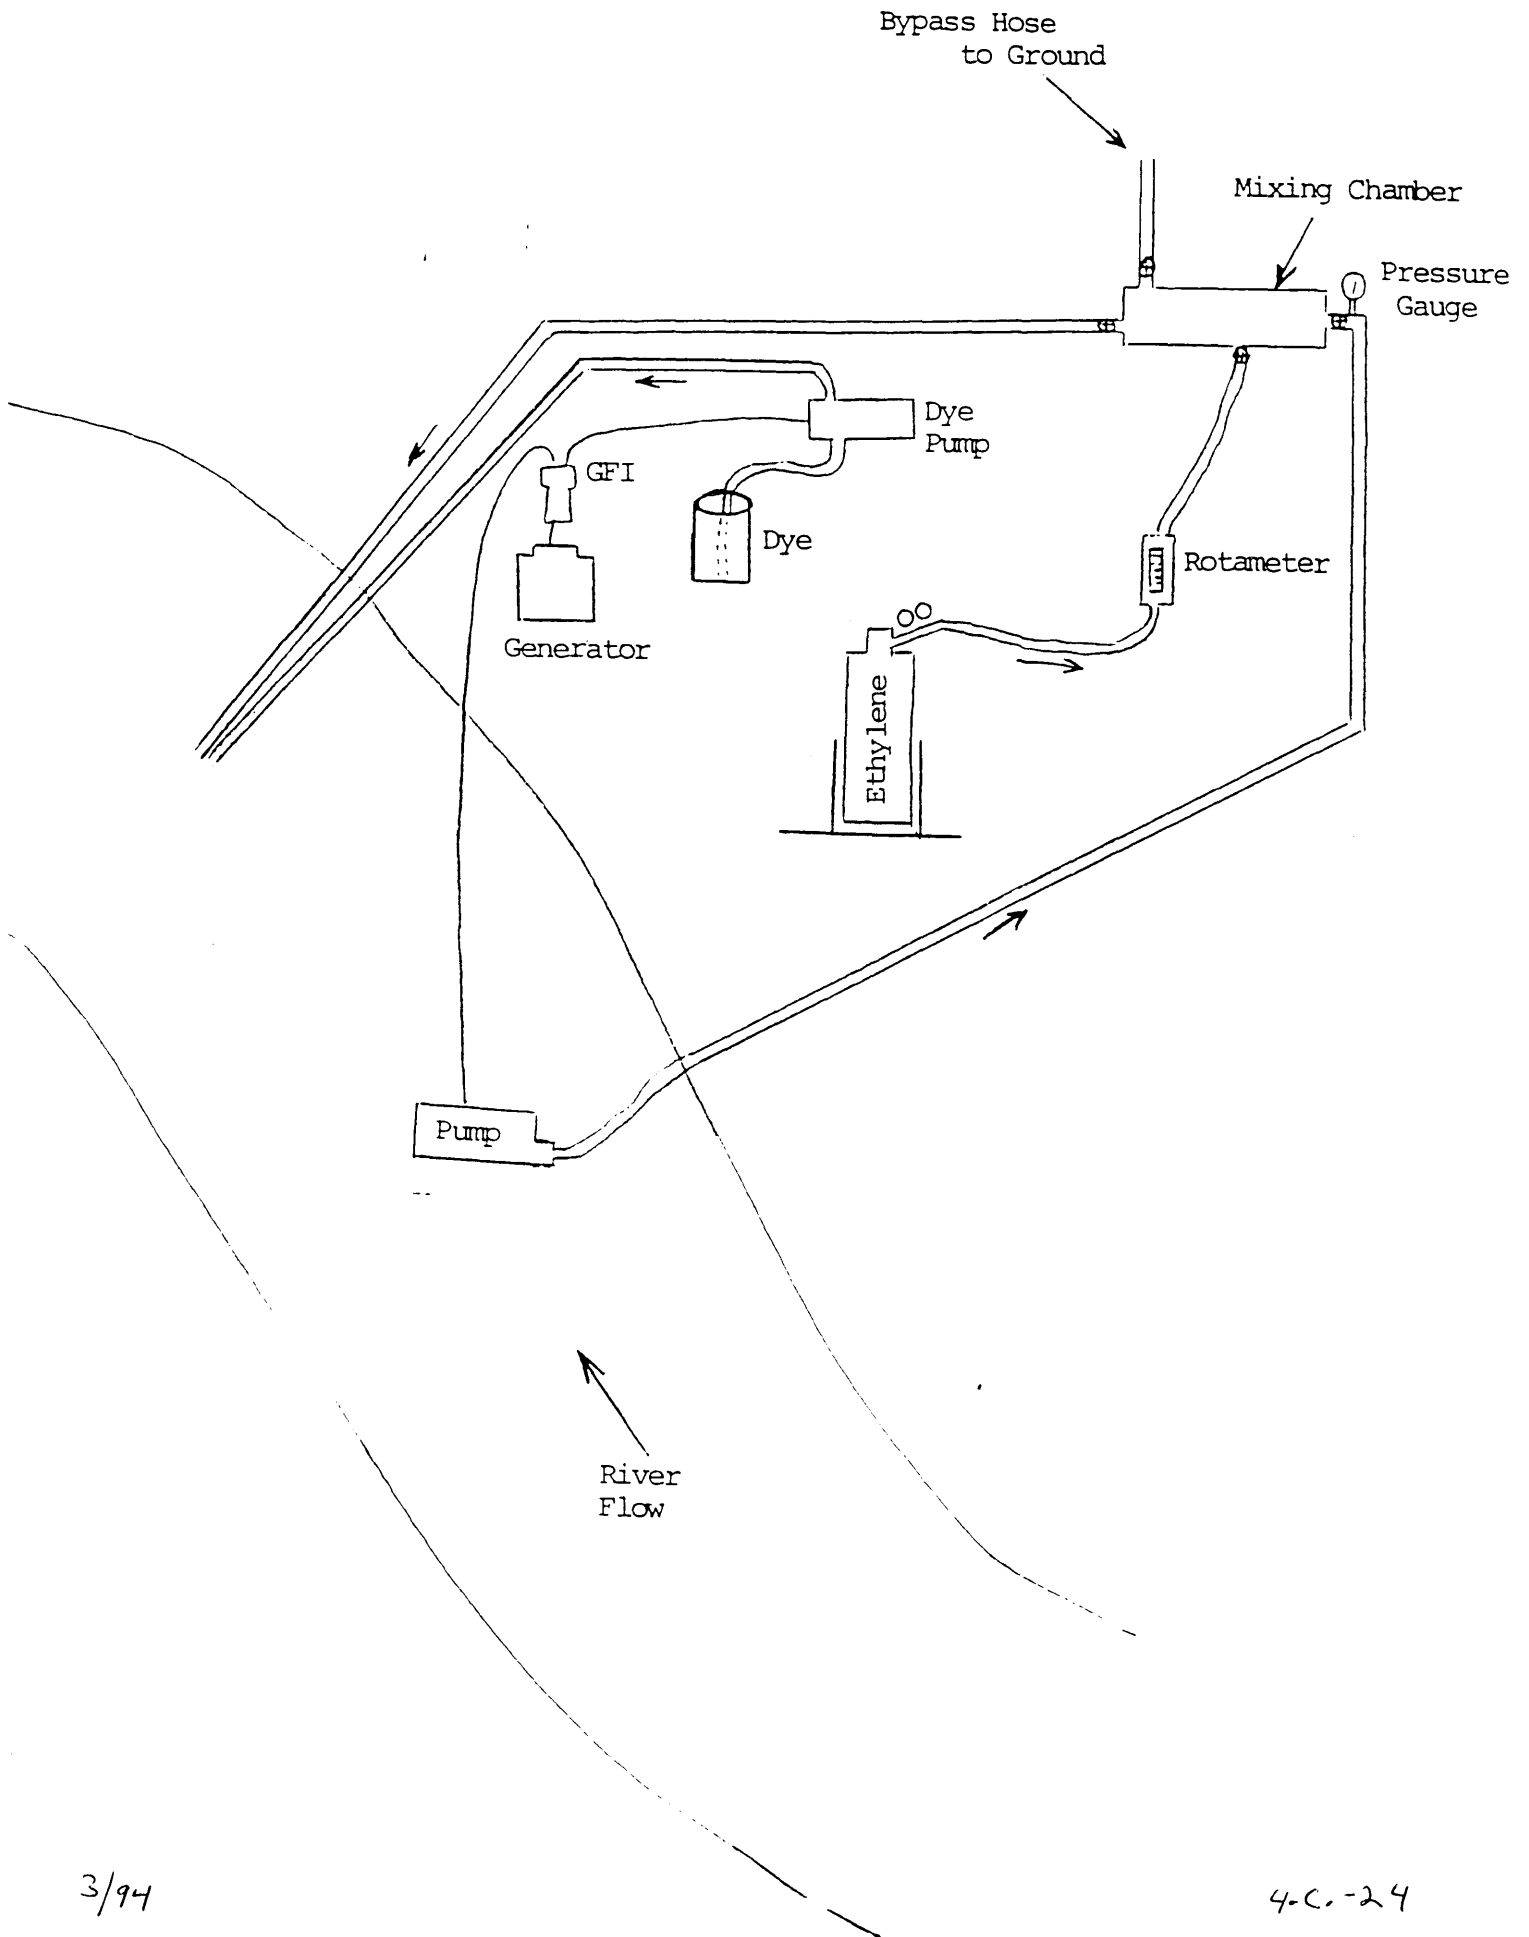 Bypass Hose
to Ground
Mixing Chamber
Pressure
Gauge
Dye
Pump
GFI
Dye
Rotameter
Generator
Ethylene
Pump
River
Flow
3/94
4.C.-24